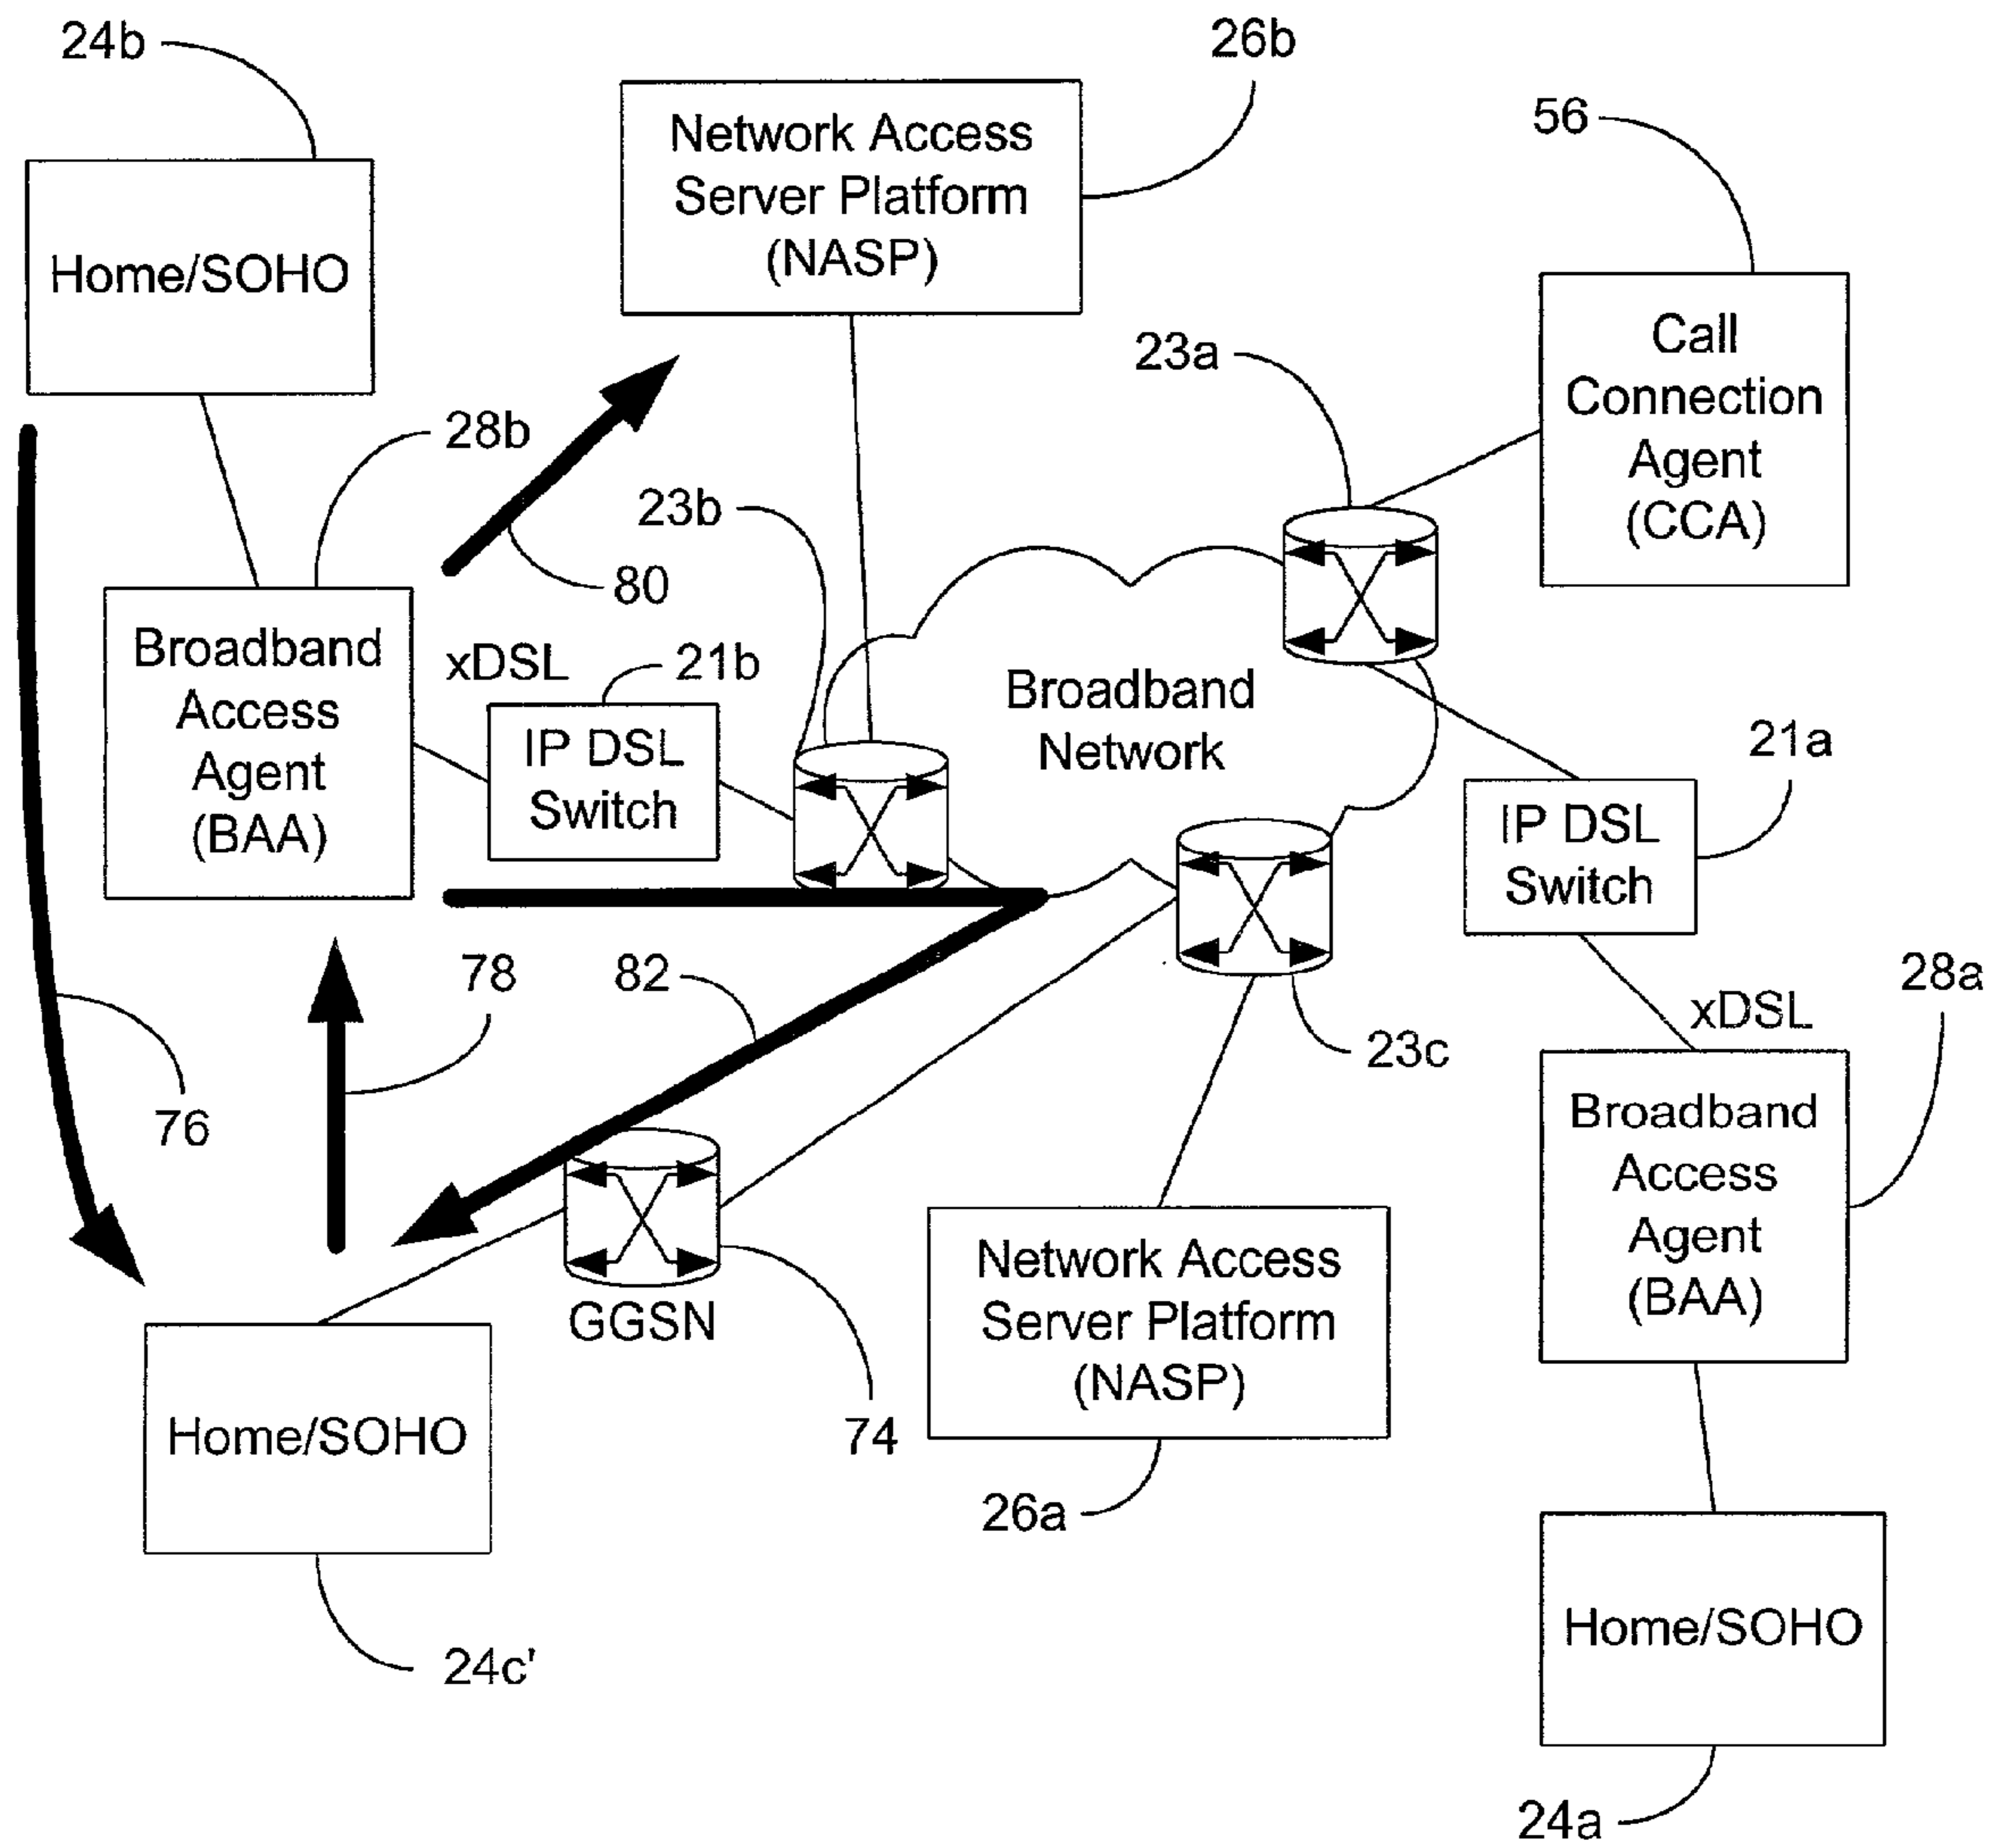 24b
26b
56
Network Access
Server Platform
(NASP)
Home/SOHO
Call
Connection
Agent
(CCA)
23a
28b
23b
80
Broadband
Access
Agent
(BAA)
xDSL
21b
IP DSL
Switch
Broadband
Network
21a
IP DSL
Switch
78
82
28a
xDSL
23c
76
Broadband
Access
Agent
(BAA)
Network Access
Server Platform
(NASP)
GGSN
Home/SOHO
74
26a
Home/SOHO
24c'
24a